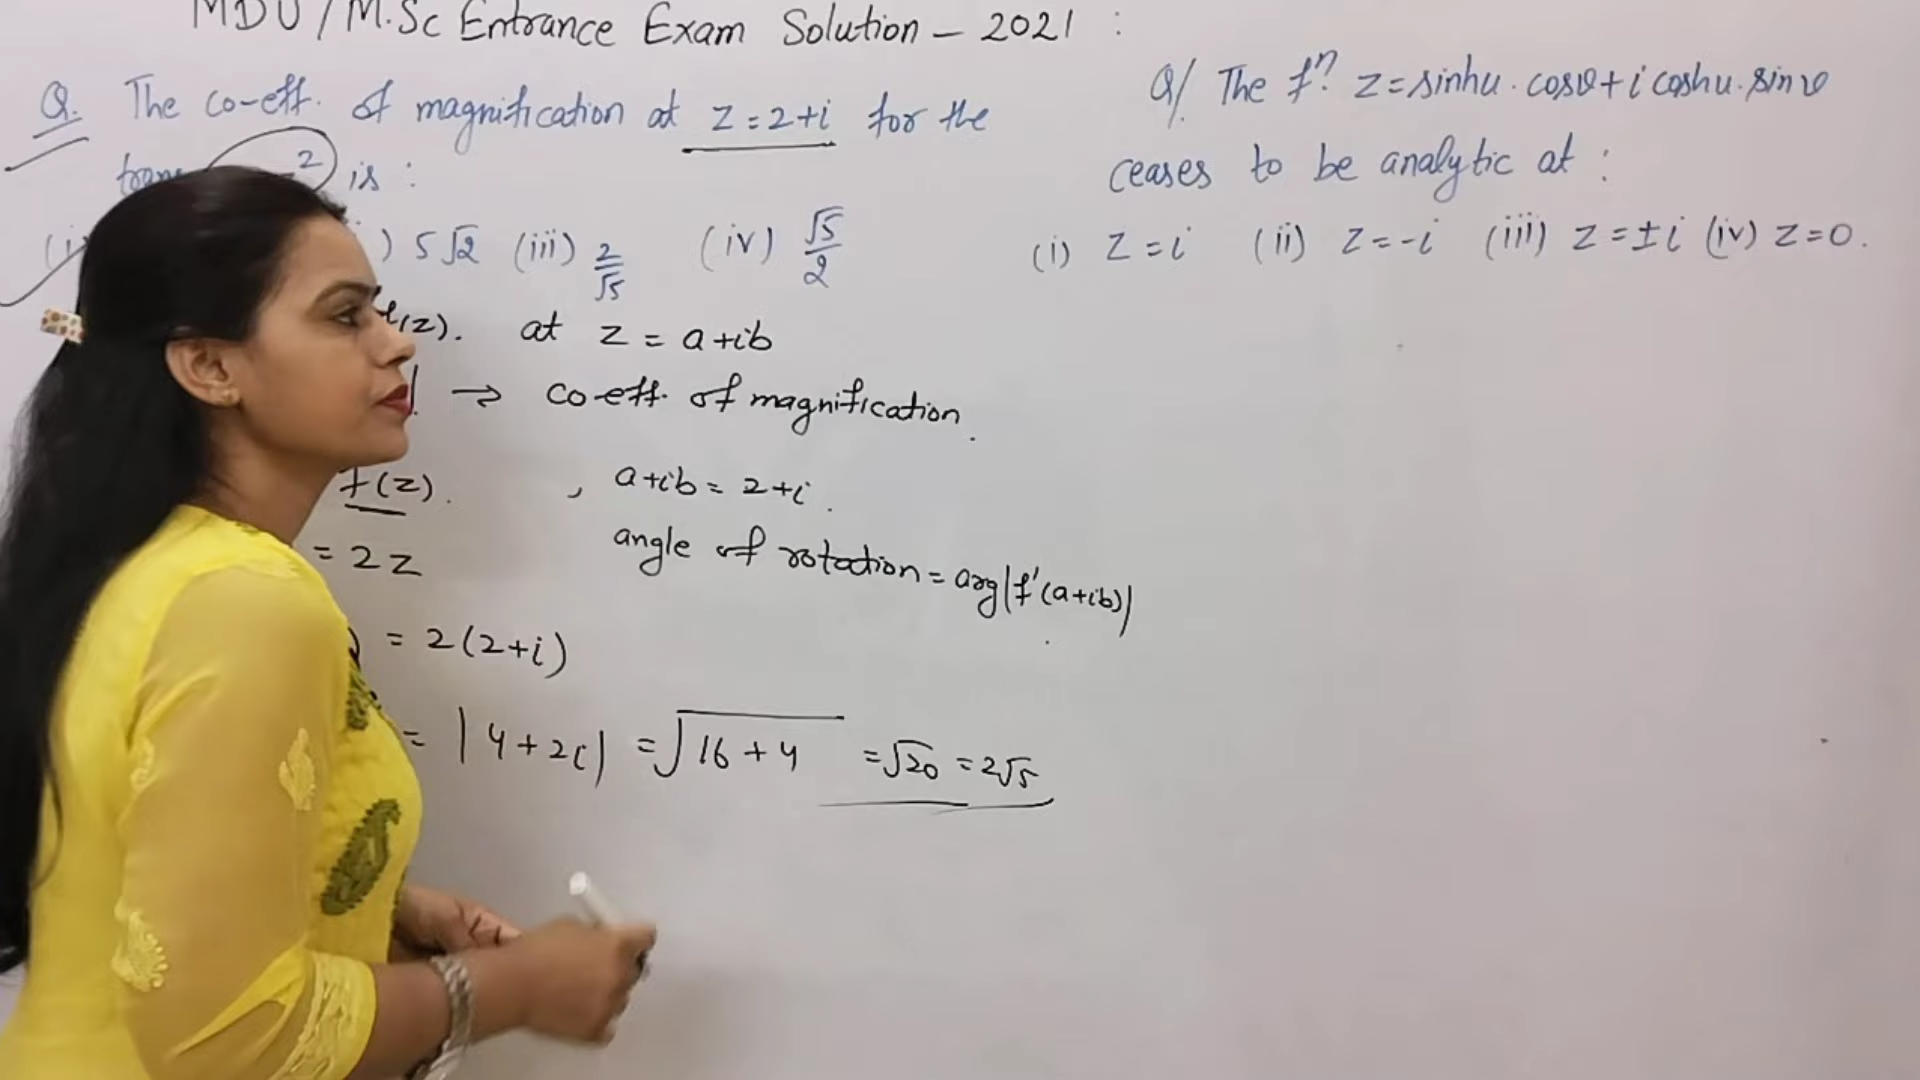 MDU / M.Sc Entrance Exam Solution – 2021 :
Q. The co-eff. of magnification at z = 2+i for the
trans 2 is :
(i) ) 5√2 (iii) 2/√5 (iv) √5/2
(z). at z = a+ib
| → co-eff. of magnification.
f(z). , a+ib = 2+i.
= 2z
angle of rotation = arg|f'(a+ib)|
) = 2(2+i)
= |4+2i| = √16+4 = √20 = 2√5
Q/. The fⁿ z = sinhu . cosv + i coshu . sinv
ceases to be analytic at :
(i) z = i (ii) z = -i (iii) z = ±i (iv) z = 0.